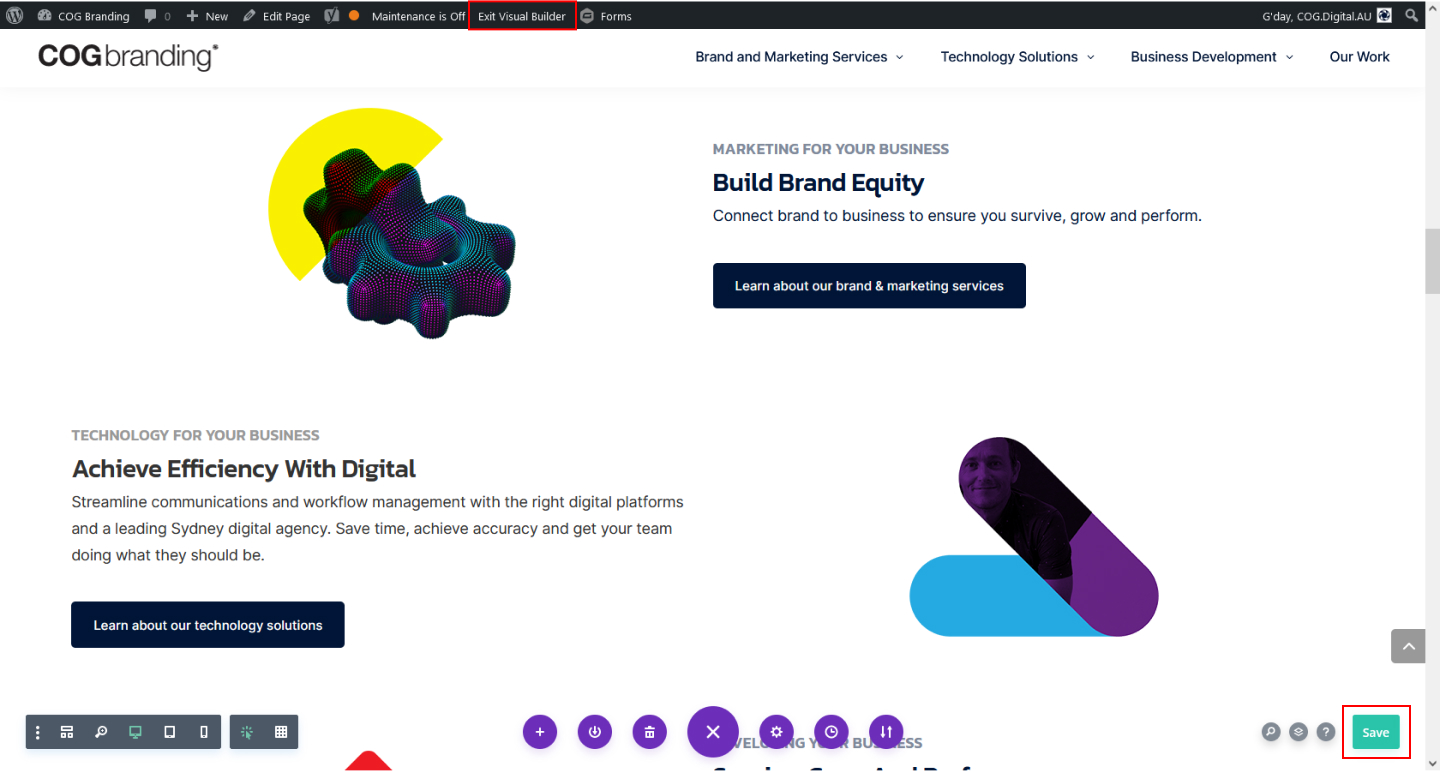 COG Branding 0 New Edit Page Maintenance is Off Exit Visual Builder Forms G'day, COG.Digital.AU
COGbranding*
Brand and Marketing Services Technology Solutions Business Development Our Work
MARKETING FOR YOUR BUSINESS
Build Brand Equity
Connect brand to business to ensure you survive, grow and perform.
Learn about our brand & marketing services
TECHNOLOGY FOR YOUR BUSINESS
Achieve Efficiency With Digital
Streamline communications and workflow management with the right digital platforms
and a leading Sydney digital agency. Save time, achieve accuracy and get your team
doing what they should be.
Learn about our technology solutions
BUSINESS
Save